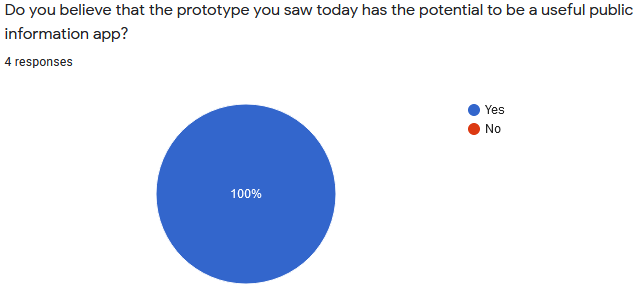 Do you believe that the prototype you saw today has the potential to be a useful public
information app?
4 responses
Yes
No
100%